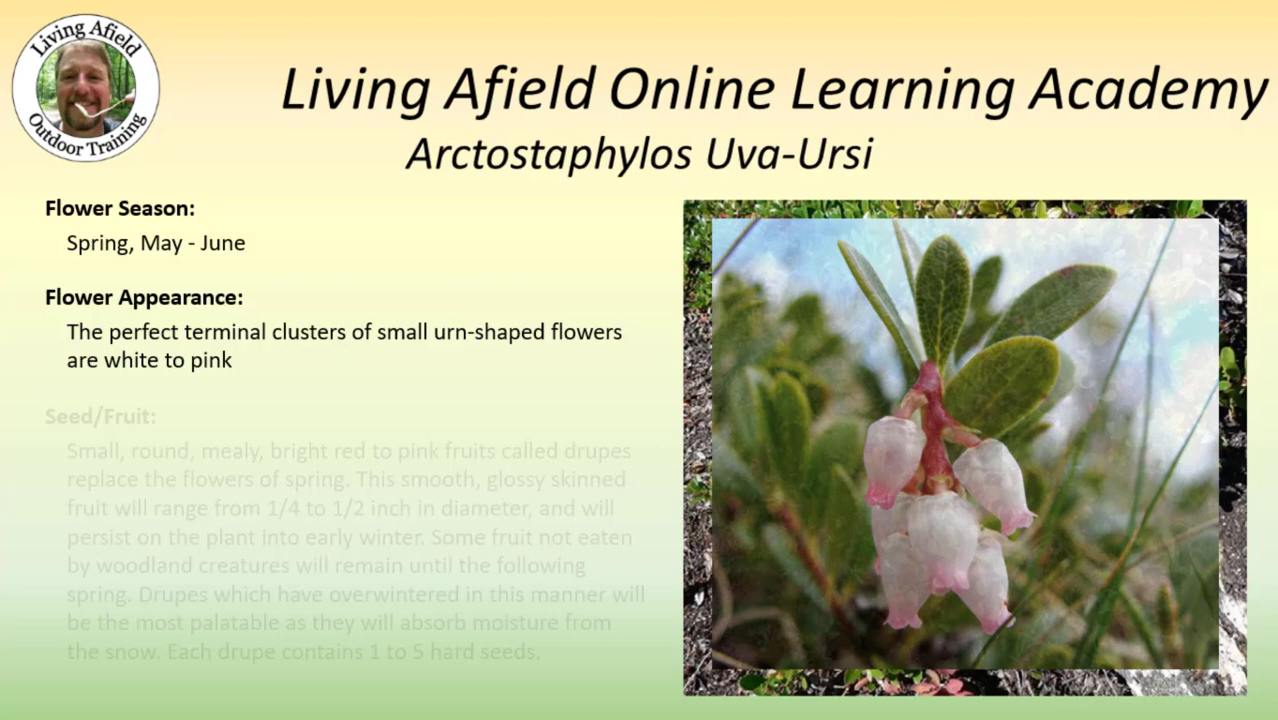 Living Afield
Outdoor Training
Living Afield Online Learning Academy
Arctostaphylos Uva-Ursi
Flower Season:
Spring, May - June
Flower Appearance:
The perfect terminal clusters of small urn-shaped flowers
are white to pink
Seed/Fruit:
Small, round, mealy, bright red to pink fruits called drupes
replace the flowers of spring. This smooth, glossy skinned
fruit will range from 1/4 to 1/2 inch in diameter, and will
persist on the plant into early winter. Some fruit not eaten
by woodland creatures will remain until the following
spring. Drupes which have overwintered in this manner will
be the most palatable as they will absorb moisture from
the snow. Each drupe contains 1 to 5 hard seeds.